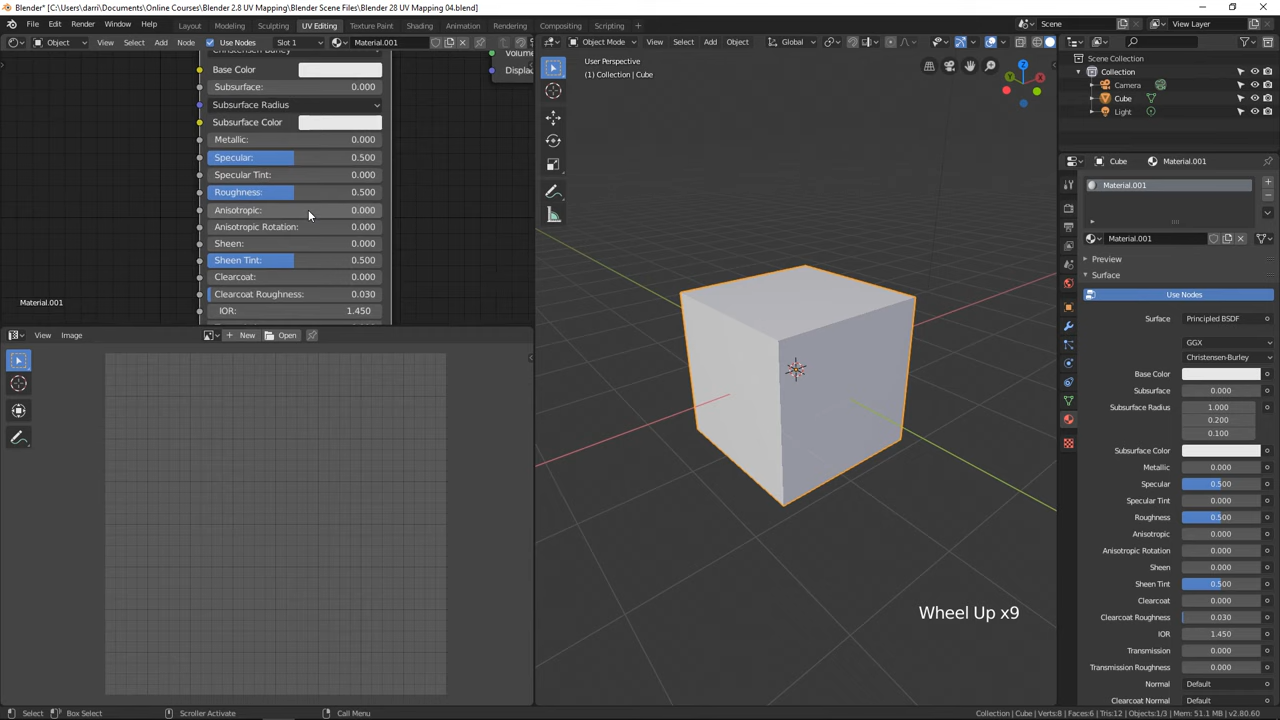 Blender* [C:\Users\darri\Documents\Online Courses\Blender 2.8 UV Mapping\Blender Scene Files\Blender 28 UV Mapping 04.blend]
File Edit Render Window Help Layout Modeling Sculpting UV Editing Texture Paint Shading Animation Rendering Compositing Scripting + Scene View Layer
Object View Select Add Node Use Nodes Slot 1 Material.001
Object Mode View Select Add Object Global
Base Color
Subsurface: 0.000
Subsurface Radius
Subsurface Color
Metallic: 0.000
Specular: 0.500
Specular Tint: 0.000
Roughness: 0.500
Anisotropic: 0.000
Anisotropic Rotation: 0.000
Sheen: 0.000
Sheen Tint: 0.500
Clearcoat: 0.000
Clearcoat Roughness: 0.030
IOR: 1.450
Material.001
Volum
Displac
View Image New Open
User Perspective
(1) Collection | Cube
Z
Y
X
Wheel Up x9
Scene Collection
Collection
Camera
Cube
Light
Cube Material.001
Material.001
Material.001
Preview
Surface
Use Nodes
Surface Principled BSDF
GGX
Christensen-Burley
Base Color
Subsurface 0.000
Subsurface Radius 1.000
0.200
0.100
Subsurface Color
Metallic 0.000
Specular 0.500
Specular Tint 0.000
Roughness 0.500
Anisotropic 0.000
Anisotropic Rotation 0.000
Sheen 0.000
Sheen Tint 0.500
Clearcoat 0.000
Clearcoat Roughness 0.030
IOR 1.450
Transmission 0.000
Transmission Roughness 0.000
Normal Default
Clearcoat Normal Default
Select Box Select Scroller Activate Call Menu Collection | Cube | Verts:8 | Faces:6 | Tris:12 | Objects:1/3 | Mem: 51.1 MB | v2.80.60